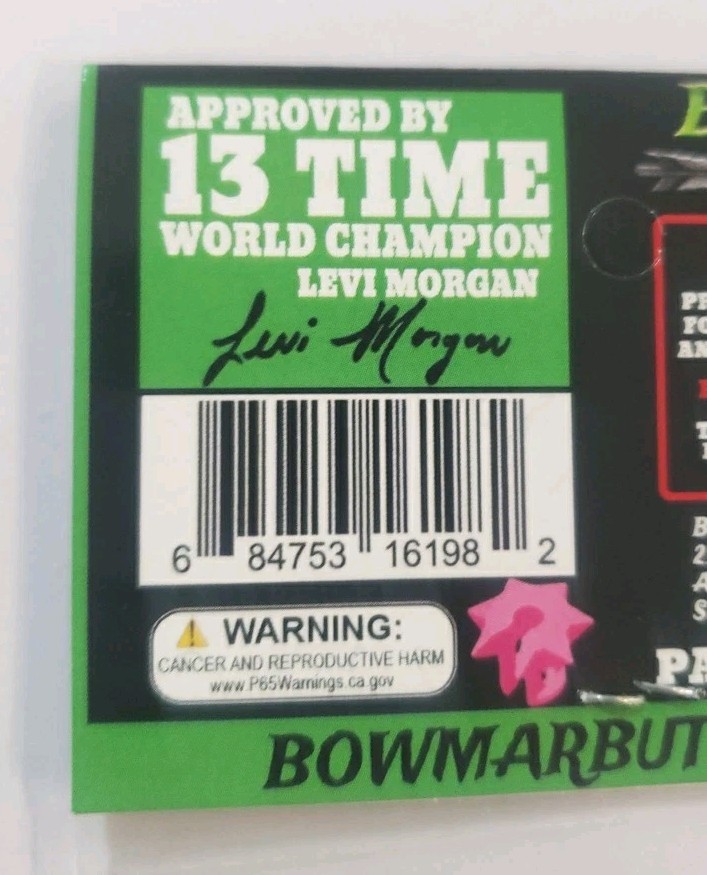 APPROVED BY
13 TIME
WORLD CHAMPION
LEVI MORGAN
Levi Morgan
6 84753 16198 2
WARNING:
CANCER AND REPRODUCTIVE HARM
www.P65Warnings.ca.gov
BOWMARBUT
PA